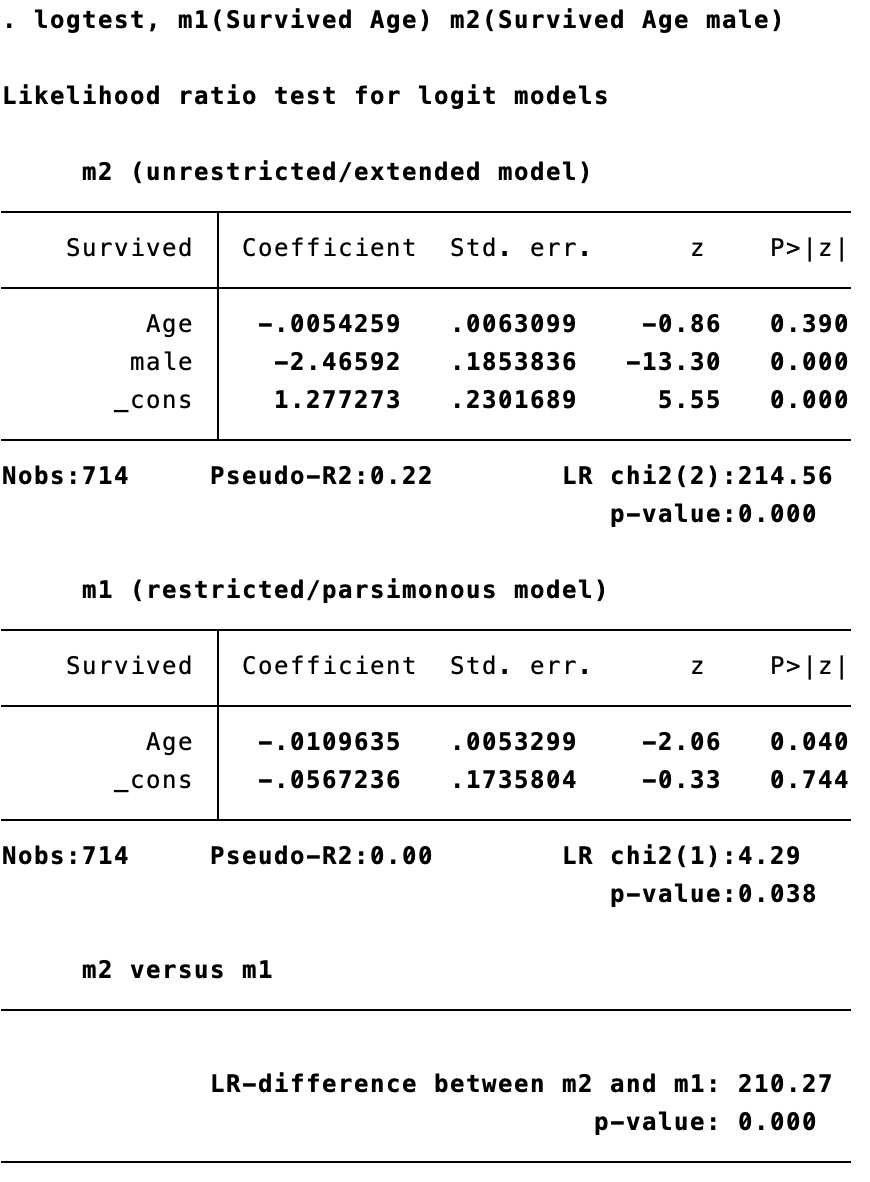 . logtest, m1(Survived Age) m2(Survived Age male)
Likelihood ratio test for logit models
m2 (unrestricted/extended model)
Survived Coefficient Std. err. z P>|z|
Age -.0054259 .0063099 -0.86 0.390
male -2.46592 .1853836 -13.30 0.000
_cons 1.277273 .2301689 5.55 0.000
Nobs:714 Pseudo-R2:0.22 LR chi2(2):214.56
p-value:0.000
m1 (restricted/parsimonous model)
Survived Coefficient Std. err. z P>|z|
Age -.0109635 .0053299 -2.06 0.040
_cons -.0567236 .1735804 -0.33 0.744
Nobs:714 Pseudo-R2:0.00 LR chi2(1):4.29
p-value:0.038
m2 versus m1
LR-difference between m2 and m1: 210.27
p-value: 0.000